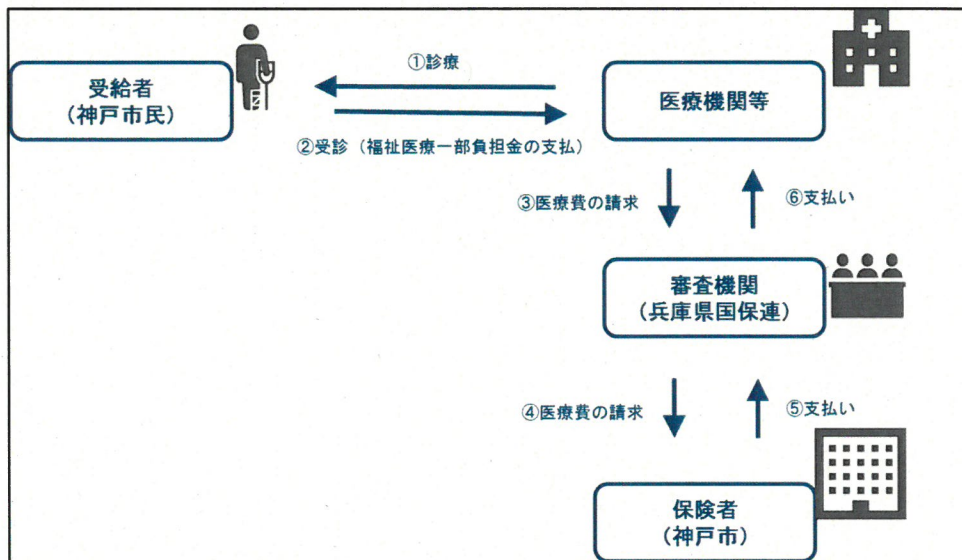 ①診療
受給者
（神戸市民）
医療機関等
②受診（福祉医療一部負担金の支払）
③医療費の請求
⑥支払い
審査機関
（兵庫県国保連）
④医療費の請求
⑤支払い
保険者
（神戸市）